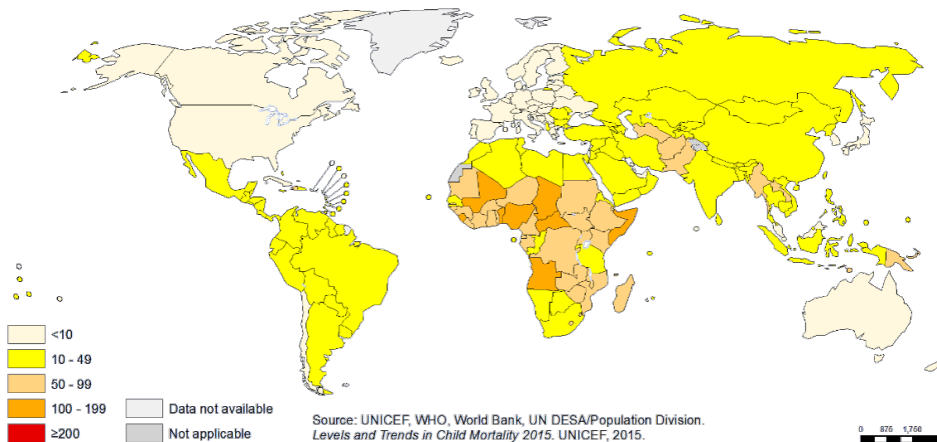 <10
10 - 49
50 - 99
100 - 199
≥200
Data not available
Not applicable
Source: UNICEF, WHO, World Bank, UN DESA/Population Division.
Levels and Trends in Child Mortality 2015. UNICEF, 2015.
0 875 1,750